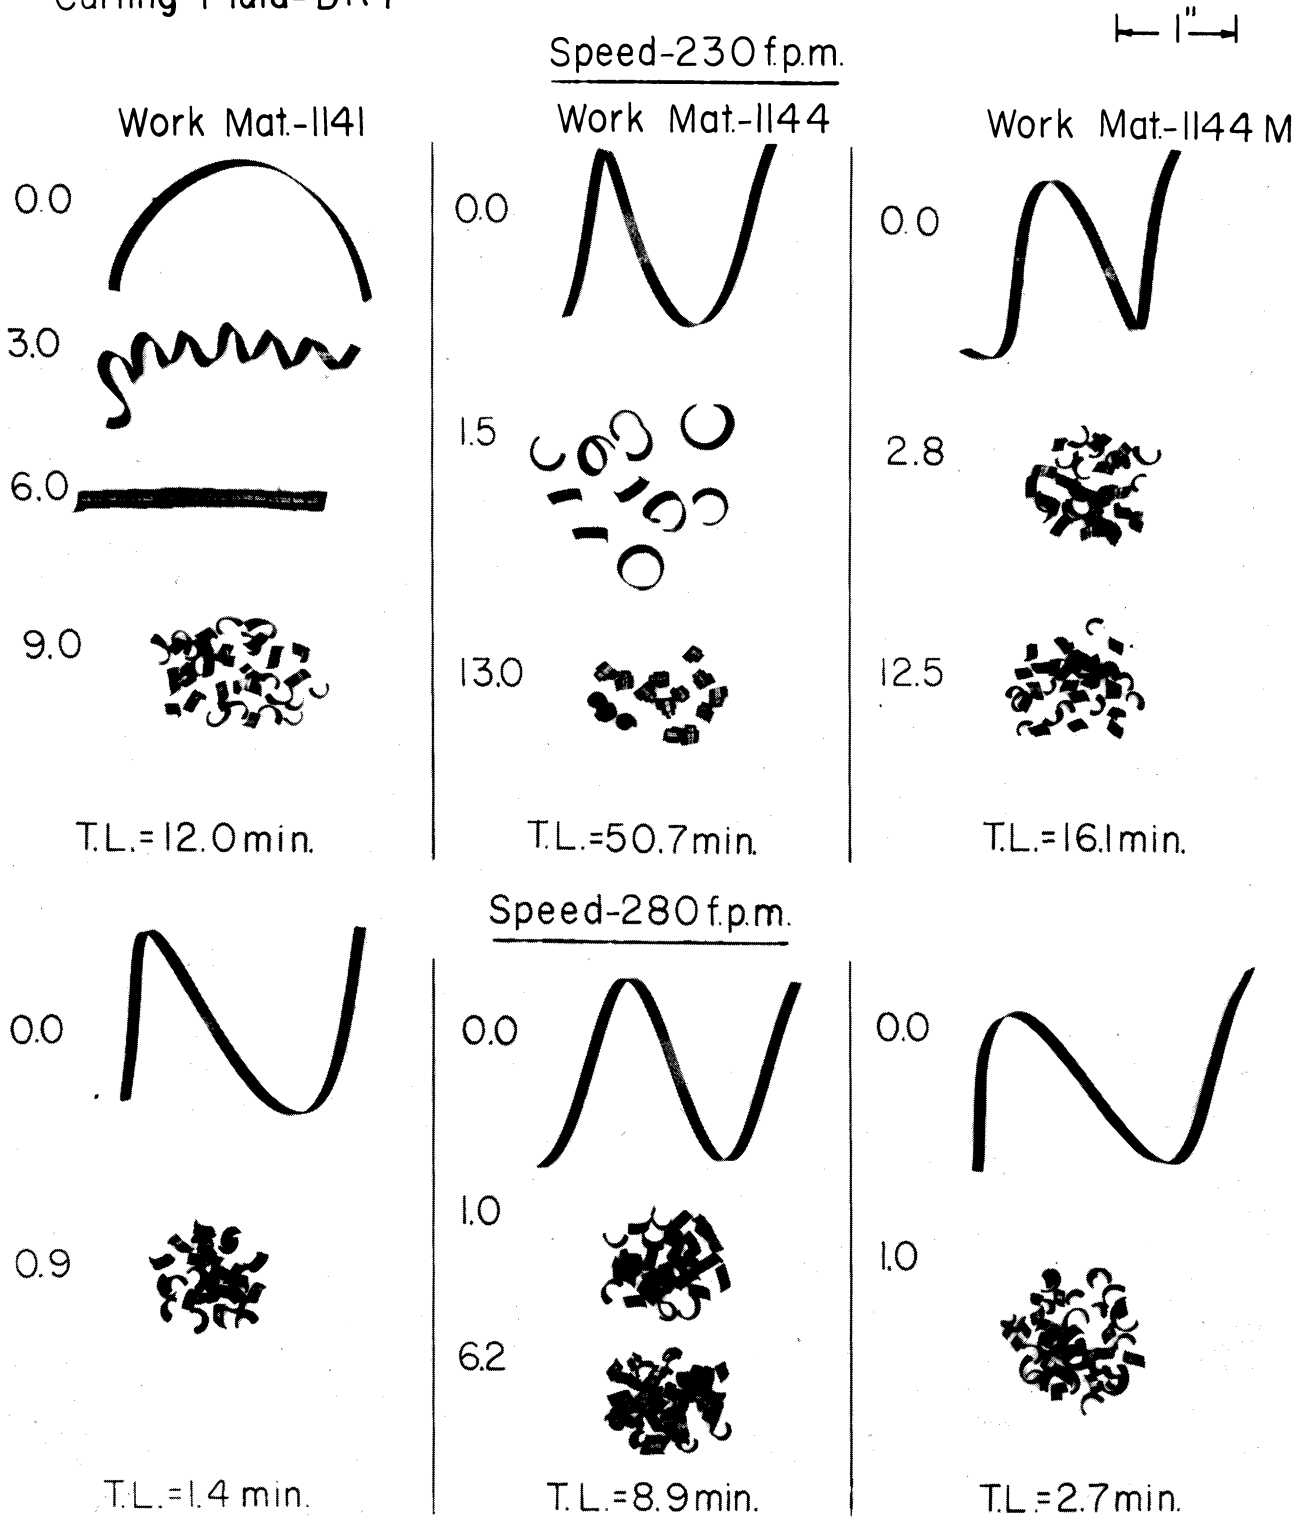 Fluid-DRY
1"
Speed-230 f.p.m.
Work Mat.-1141
Work Mat.-1144
Work Mat.-1144 M
0.0
0.0
0.0
3.0
1.5
2.8
6.0
9.0
13.0
12.5
T.L.=12.0 min.
T.L.=50.7 min.
T.L.=16.1 min.
Speed-280 f.p.m.
0.0
0.0
0.0
1.0
0.9
1.0
6.2
T.L.=1.4 min.
T.L.=8.9 min.
T.L.=2.7 min.